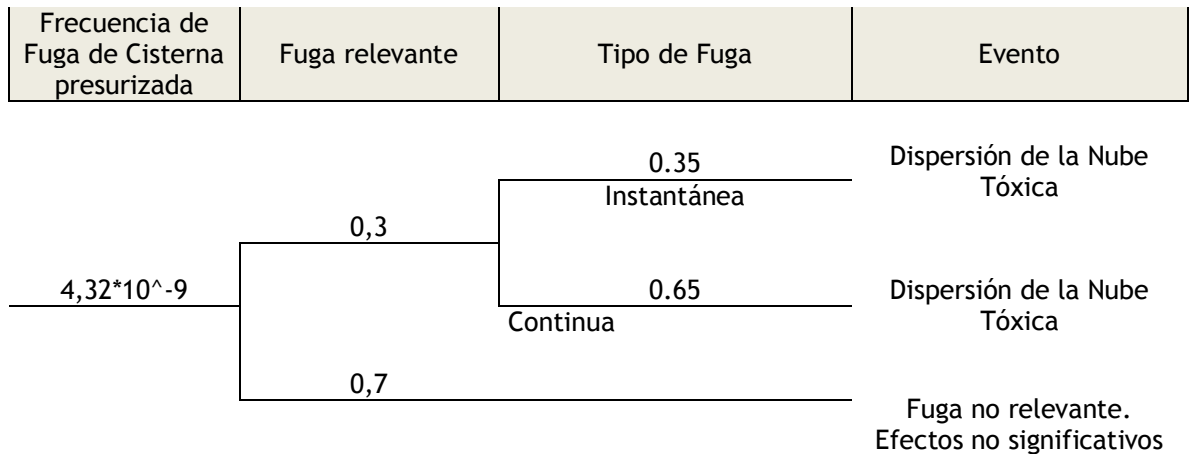 Frecuencia de
Fuga de Cisterna
presurizada
Fuga relevante
Tipo de Fuga
Evento
0.35
Instantánea
Dispersión de la Nube
Tóxica
0,3
4,32*10^-9
0.65
Continua
Dispersión de la Nube
Tóxica
0,7
Fuga no relevante.
Efectos no significativos